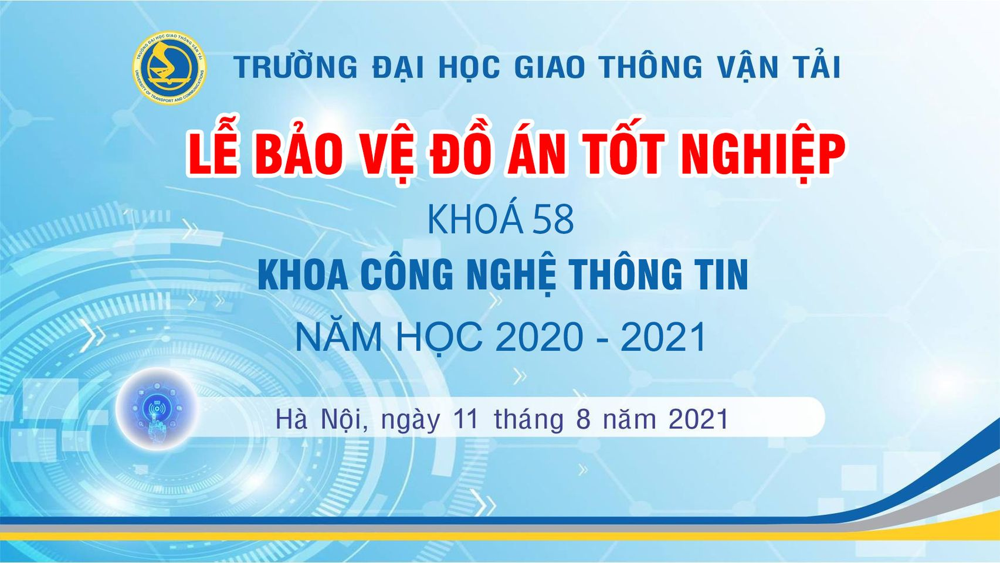 TRƯỜNG ĐẠI HỌC GIAO THÔNG VẬN TẢI
UNIVERSITY OF TRANSPORT AND COMMUNICATIONS
TRƯỜNG ĐẠI HỌC GIAO THÔNG VẬN TẢI
LỄ BẢO VỆ ĐỒ ÁN TỐT NGHIỆP
KHOÁ 58
KHOA CÔNG NGHỆ THÔNG TIN
NĂM HỌC 2020 - 2021
Hà Nội, ngày 11 tháng 8 năm 2021